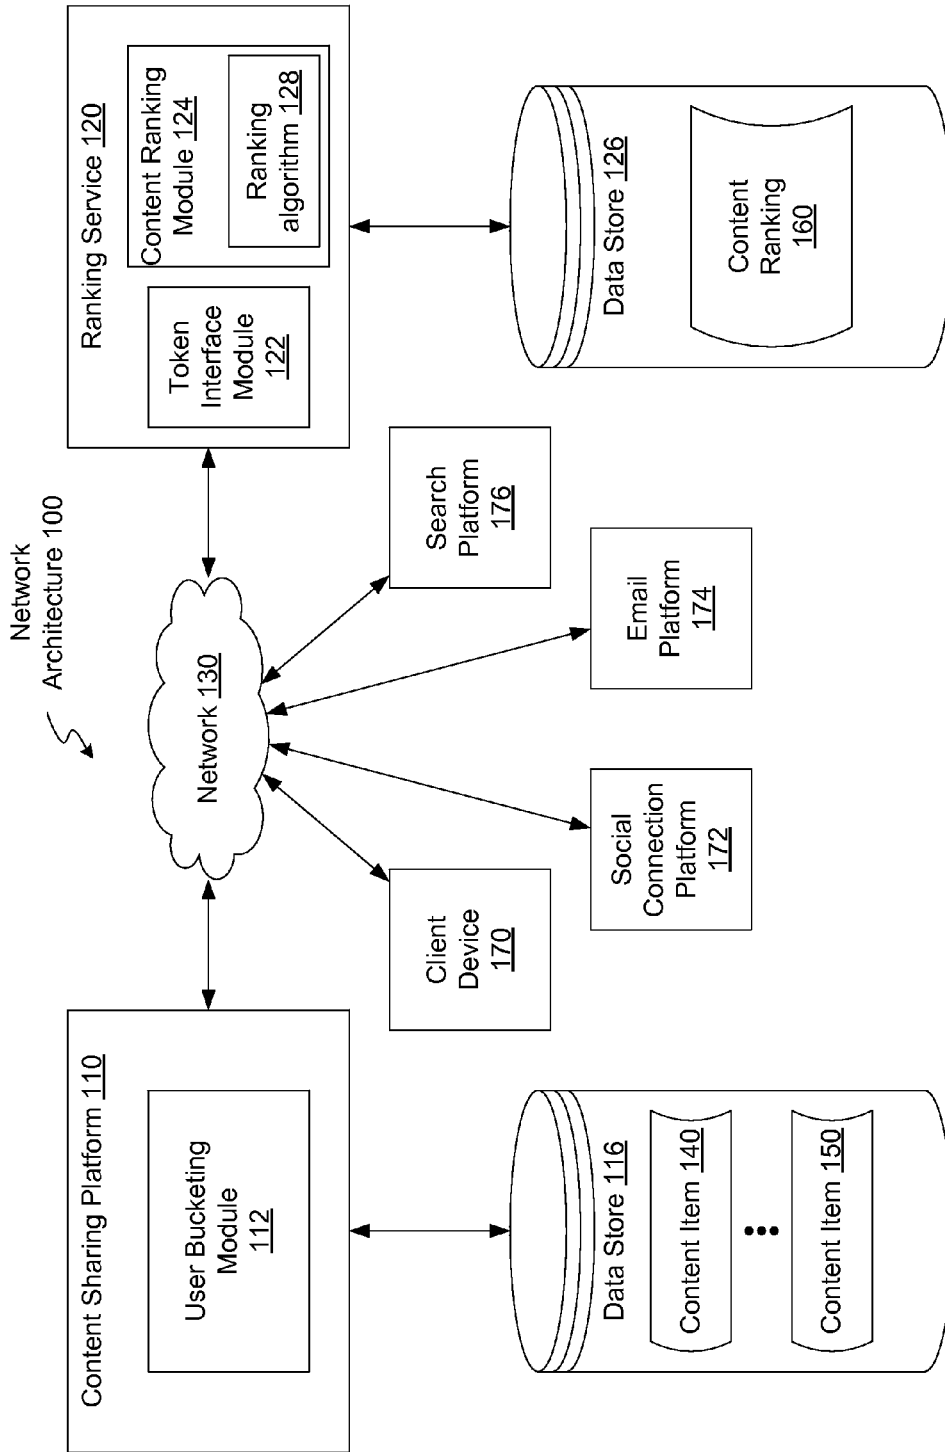 Network
Architecture 100
Content Sharing Platform 110
User Bucketing
Module
112
Network 130
Ranking Service 120
Token
Interface
Module
122
Content Ranking
Module 124
Ranking
algorithm 128
Client
Device
170
Search
Platform
176
Social
Connection
Platform
172
Email
Platform
174
Data Store 116
Content Item 140
Content Item 150
Data Store 126
Content
Ranking
160